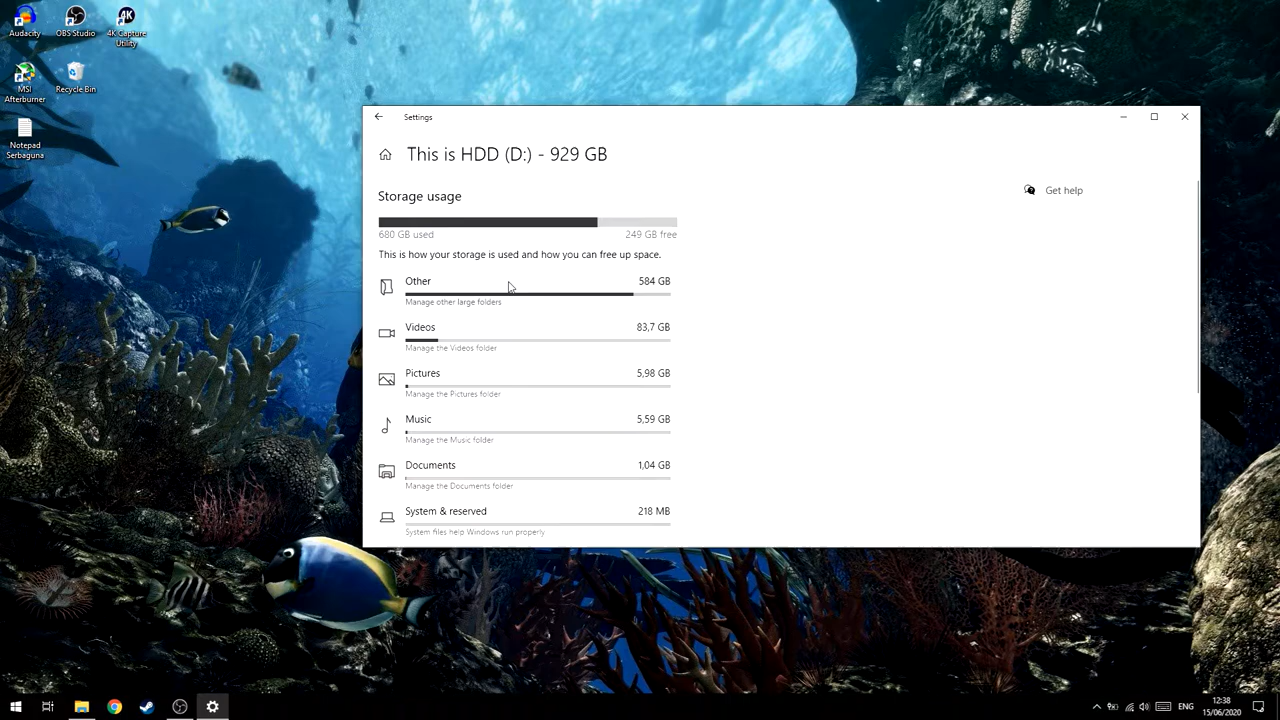 Audacity
OBS Studio
4K Capture
Utility
MSI
Afterburner
Recycle Bin
Notepad
Serbaguna
Settings
This is HDD (D:) - 929 GB
Get help
Storage usage
680 GB used 249 GB free
This is how your storage is used and how you can free up space.
Other 584 GB
Manage other large folders
Videos 83,7 GB
Manage the Videos folder
Pictures 5,98 GB
Manage the Pictures folder
Music 5,59 GB
Manage the Music folder
Documents 1,04 GB
Manage the Documents folder
System & reserved 218 MB
System files help Windows run properly
ENG
12:38
15/06/2020